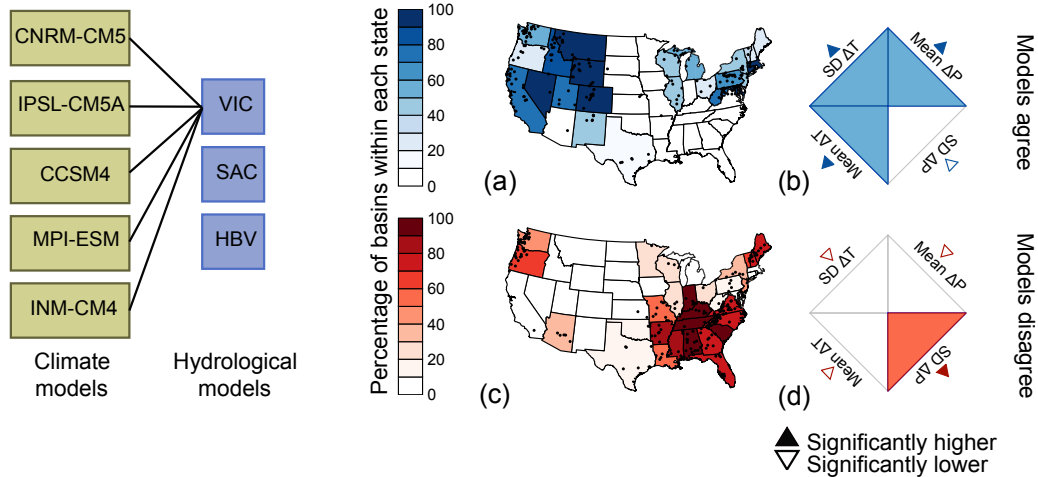 CNRM-CM5
IPSL-CM5A
CCSM4
MPI-ESM
INM-CM4
Climate
models
VIC
SAC
HBV
Hydrological
models
Percentage of basins within each state
100
80
60
40
20
0
(a)
SD ΔT
Mean ΔP
Mean ΔT
SD ΔP
(b)
Models agree
100
80
60
40
20
0
(c)
SD ΔT
Mean ΔP
Mean ΔT
SD ΔP
(d)
Models disagree
Significantly higher
Significantly lower